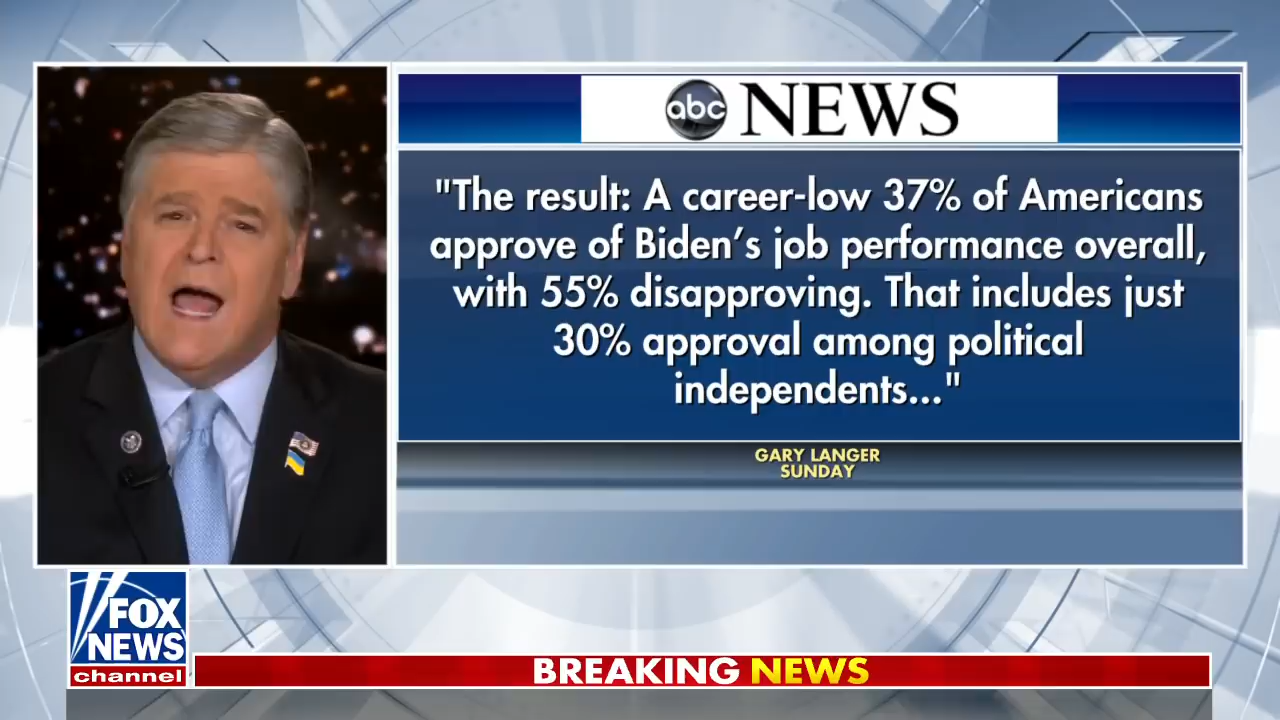 abc NEWS
"The result: A career-low 37% of Americans
approve of Biden's job performance overall,
with 55% disapproving. That includes just
30% approval among political
independents..."
GARY LANGER
SUNDAY
FOX
NEWS
channel
BREAKING NEWS